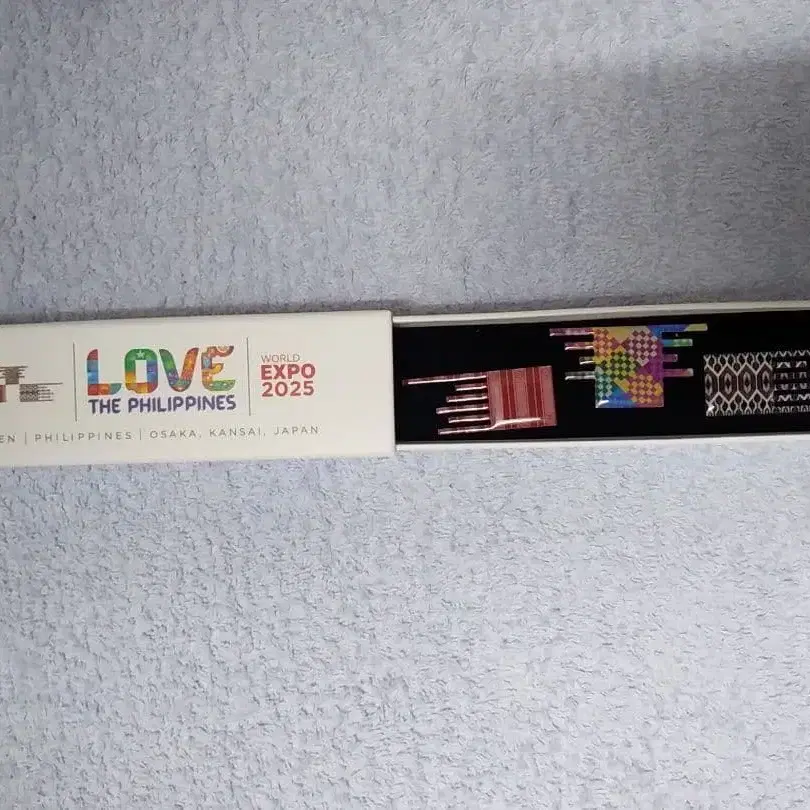 LOVE
THE PHILIPPINES
WORLD
EXPO
2025
PHILIPPINES | OSAKA, KANSAI, JAPAN